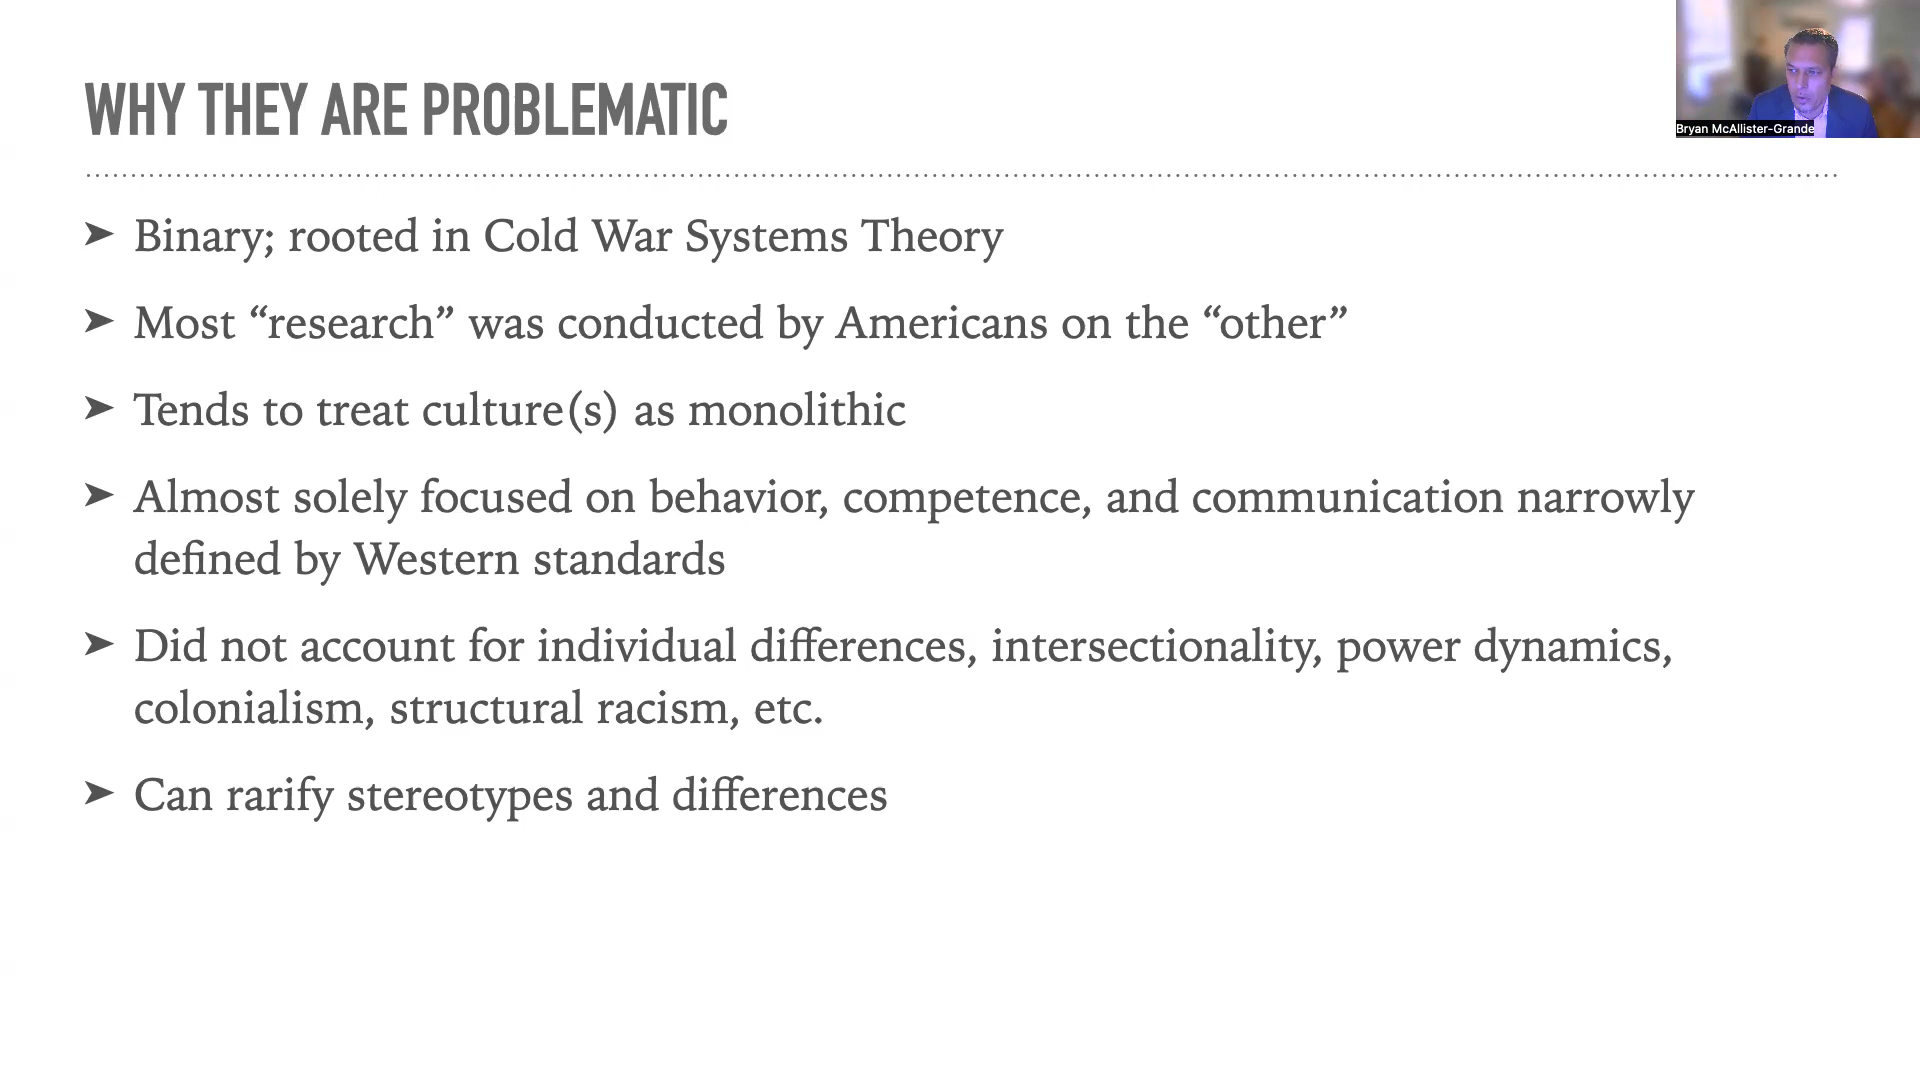 WHY THEY ARE PROBLEMATIC
Bryan McAllister-Grande
➤ Binary; rooted in Cold War Systems Theory
➤ Most “research” was conducted by Americans on the “other”
➤ Tends to treat culture(s) as monolithic
➤ Almost solely focused on behavior, competence, and communication narrowly
defined by Western standards
➤ Did not account for individual differences, intersectionality, power dynamics,
colonialism, structural racism, etc.
➤ Can rarify stereotypes and differences